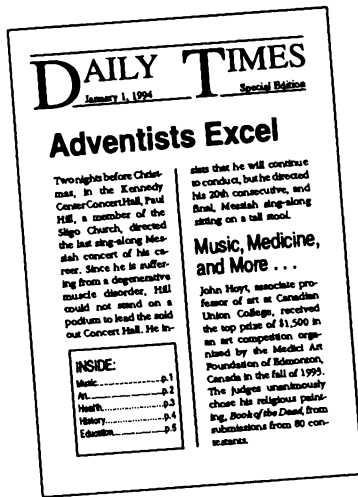 DAILY TIMES
January 1, 1994
Special Edition
Adventists Excel
Two nights before Christ-
mas, in the Kennedy
Center Concert Hall, Paul
Hill, a member of the
Sligo Church, directed
the last sing-along Mes-
siah concert of his ca-
reer. Since he is suffer-
ing from a degenerative
muscle disorder, Hill
could not stand on a
podium to lead the sold
out Concert Hall. He in-
INSIDE:
Music....................p.1
Art.......................p.2
Health..................p.3
History.................p.4
Education.............p.5
sists that he will continue
to conduct, but he directed
his 20th consecutive, and
final, Messiah sing-along
sitting on a tall stool.
Music, Medicine,
and More . . .
John Hoyt, associate pro-
fessor of art at Canadian
Union College, received
the top prize of $1,500 in
an art competition orga-
nized by the Medici Art
Foundation of Edmonton,
Canada in the fall of 1993.
The judges unanimously
chose his religious paint-
ing, Book of the Dead, from
submissions from 80 con-
testants.